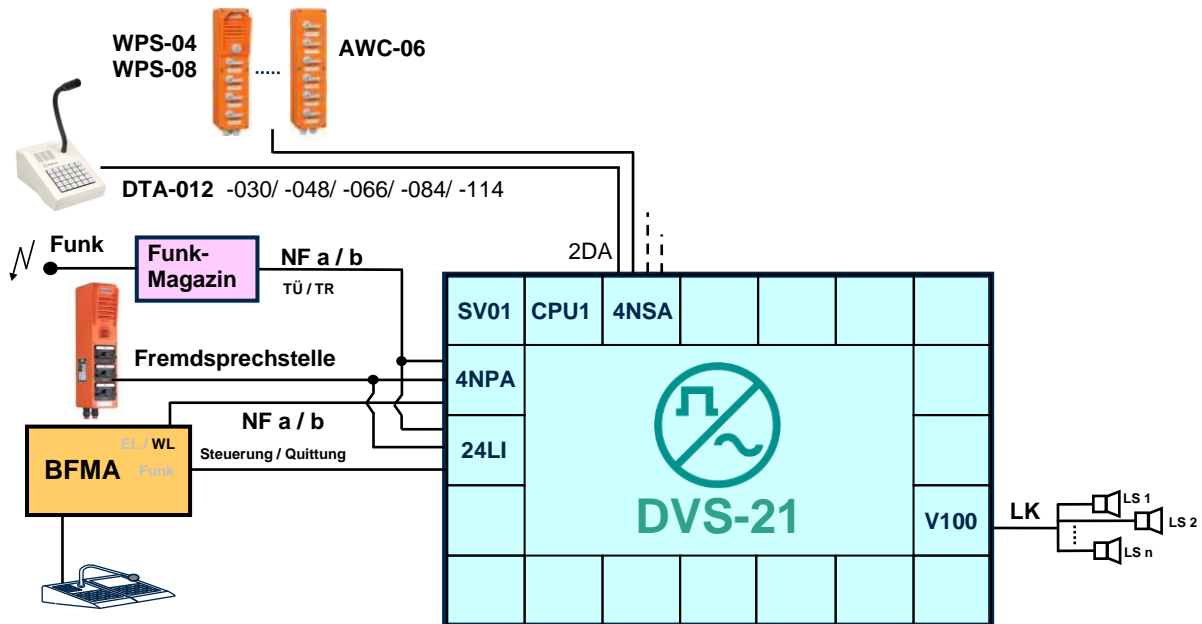 WPS-04
WPS-08
.....
AWC-06
DTA-012 -030/ -048/ -066/ -084/ -114
Funk
Funk-
Magazin
NF a / b
TÜ / TR
2DA
SV01
CPU1
4NSA
Fremdsprechstelle
4NPA
NF a / b
24LI
EL / WL
BFMA
Funk
Steuerung / Quittung
DVS-21
V100
LK
LS 1
LS 2
LS n